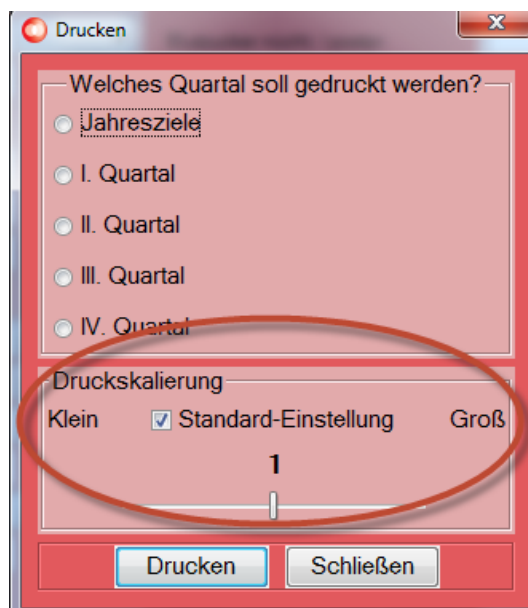 Drucken
Welches Quartal soll gedruckt werden?
Jahresziele
I. Quartal
II. Quartal
III. Quartal
IV. Quartal
Druckskalierung
Klein Standard-Einstellung Groß
1
Drucken Schließen